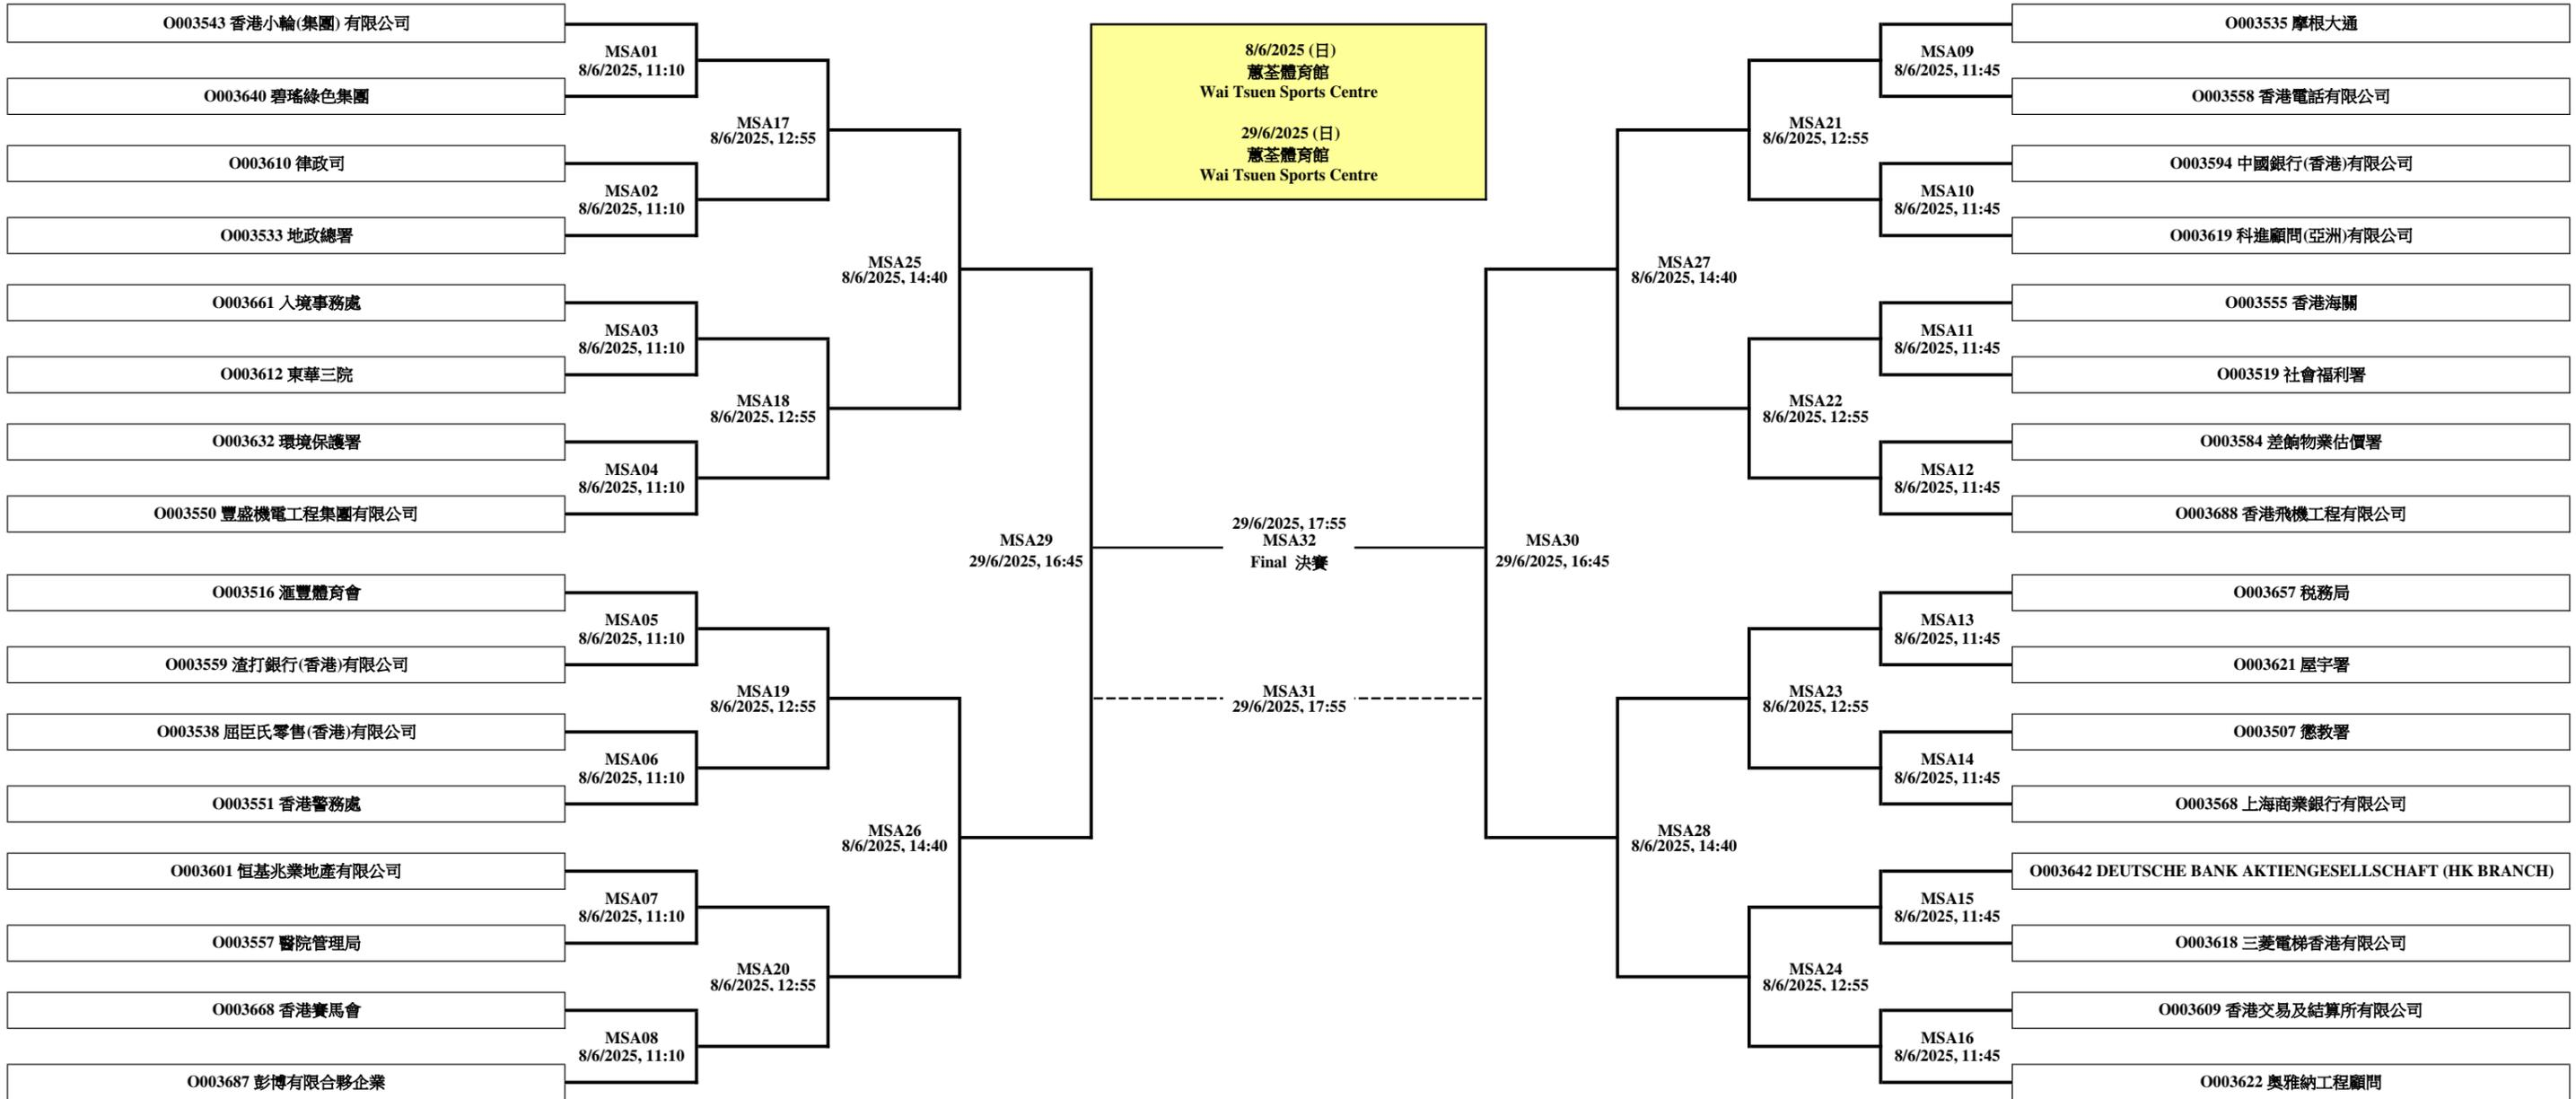 O003543 香港小輪(集團) 有限公司
MSA01
8/6/2025, 11:10
O003640 碧瑤綠色集團
MSA17
8/6/2025, 12:55
O003610 律政司
MSA02
8/6/2025, 11:10
O003533 地政總署
MSA25
8/6/2025, 14:40
O003661 入境事務處
MSA03
8/6/2025, 11:10
O003612 東華三院
MSA18
8/6/2025, 12:55
O003632 環境保護署
MSA04
8/6/2025, 11:10
O003550 豐盛機電工程集團有限公司
MSA29
29/6/2025, 16:45
O003516 滙豐體育會
MSA05
8/6/2025, 11:10
O003559 渣打銀行(香港)有限公司
MSA19
8/6/2025, 12:55
O003538 屈臣氏零售(香港)有限公司
MSA06
8/6/2025, 11:10
O003551 香港警務處
MSA26
8/6/2025, 14:40
O003601 恒基兆業地產有限公司
MSA07
8/6/2025, 11:10
O003557 醫院管理局
MSA20
8/6/2025, 12:55
O003668 香港賽馬會
MSA08
8/6/2025, 11:10
O003687 彭博有限合夥企業
8/6/2025 (日)
蕙荃體育館
Wai Tsuen Sports Centre
29/6/2025 (日)
蕙荃體育館
Wai Tsuen Sports Centre
29/6/2025, 17:55
MSA32
Final 決賽
MSA31
29/6/2025, 17:55
O003535 摩根大通
MSA09
8/6/2025, 11:45
O003558 香港電話有限公司
MSA21
8/6/2025, 12:55
O003594 中國銀行(香港)有限公司
MSA10
8/6/2025, 11:45
O003619 科進顧問(亞洲)有限公司
MSA27
8/6/2025, 14:40
O003555 香港海關
MSA11
8/6/2025, 11:45
O003519 社會福利署
MSA22
8/6/2025, 12:55
O003584 差餉物業估價署
MSA12
8/6/2025, 11:45
O003688 香港飛機工程有限公司
MSA30
29/6/2025, 16:45
O003657 税務局
MSA13
8/6/2025, 11:45
O003621 屋宇署
MSA23
8/6/2025, 12:55
O003507 懲教署
MSA14
8/6/2025, 11:45
O003568 上海商業銀行有限公司
MSA28
8/6/2025, 14:40
O003642 DEUTSCHE BANK AKTIENGESELLSCHAFT (HK BRANCH)
MSA15
8/6/2025, 11:45
O003618 三菱電梯香港有限公司
MSA24
8/6/2025, 12:55
O003609 香港交易及結算所有限公司
MSA16
8/6/2025, 11:45
O003622 奧雅納工程顧問